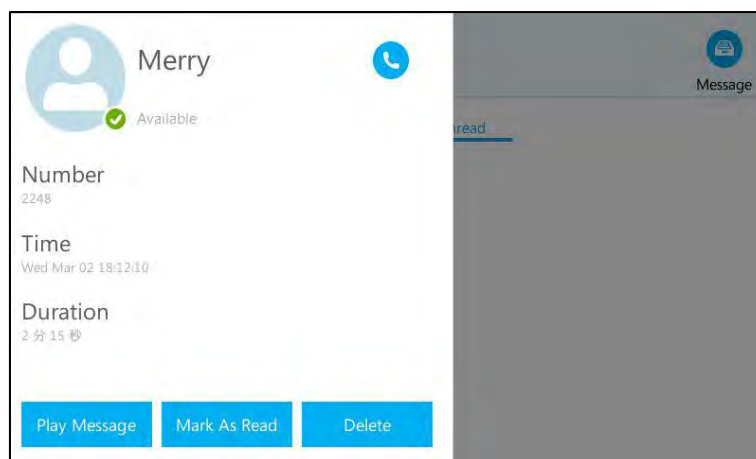 Merry
Available
Number
2248
Time
Wed Mar 02 18:12:10
Duration
2 分 15 秒
Play Message
Mark As Read
Delete
Message